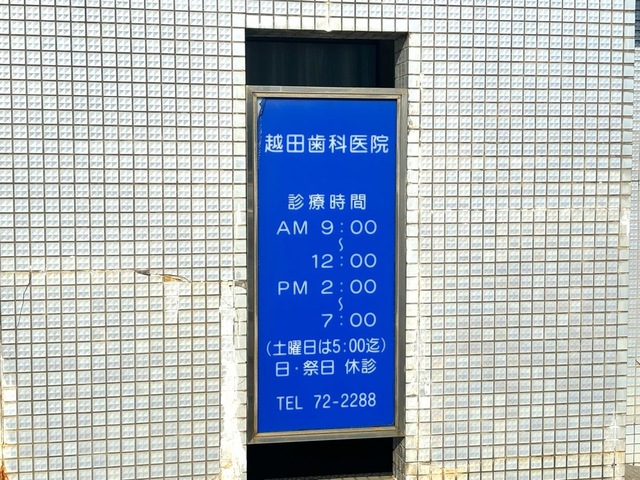 越田歯科医院
診療時間
AM 9:00
〜
12:00
PM 2:00
〜
7:00
(土曜日は5:00迄)
日・祭日 休診
TEL 72-2288